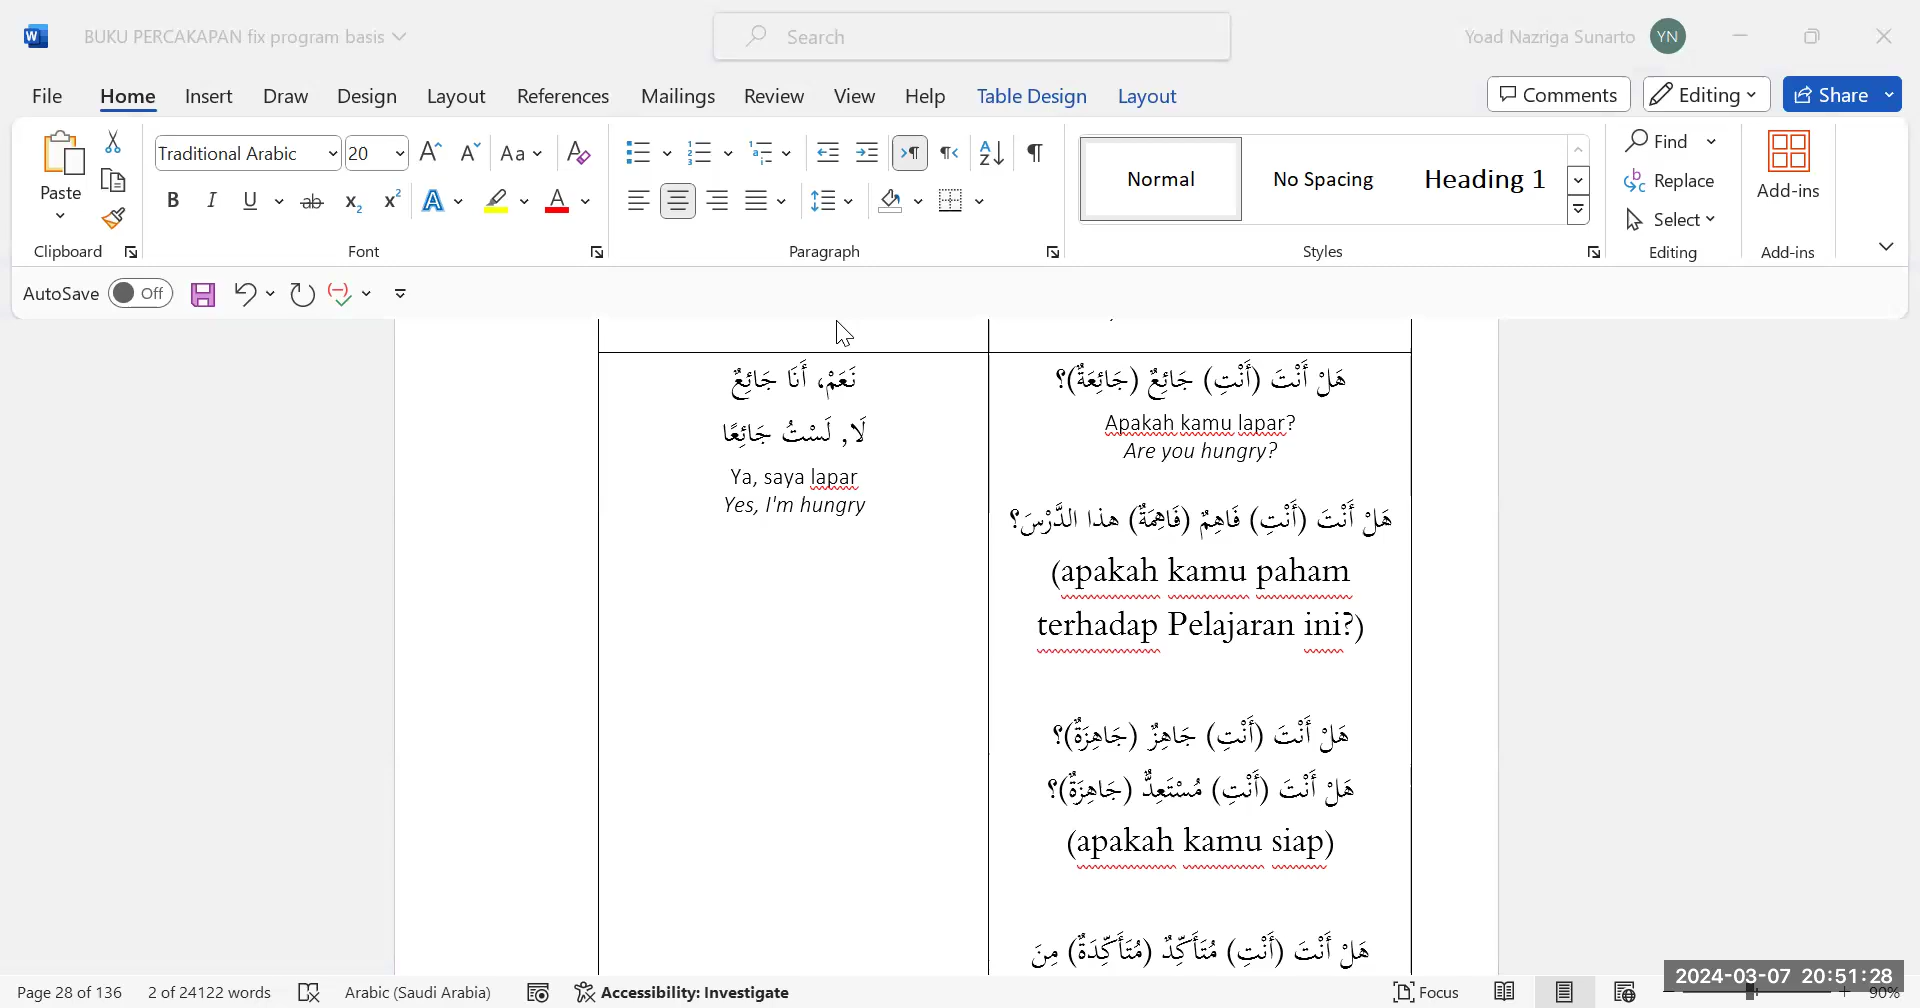 BUKU PERCAKAPAN fix program basis
Search
Yoad Nazriga Sunarto
YN
File Home Insert Draw Design Layout References Mailings Review View Help Table Design Layout
Comments
Editing
Share
Paste
Clipboard
Traditional Arabic
20
Font
Paragraph
Normal
No Spacing
Heading 1
Styles
Find
Replace
Select
Editing
Add-ins
Add-ins
AutoSave Off
هَلْ أَنْتَ (أَنْتِ) جَائِعٌ (جَائِعَةٌ)؟
Apakah kamu lapar?
Are you hungry?
هَلْ أَنْتَ (أَنْتِ) فَاهِمٌ (فَاهِمَةٌ) هذا الدَّرْسَ؟
(apakah kamu paham
terhadap Pelajaran ini?)
هَلْ أَنْتَ (أَنْتِ) جَاهِزٌ (جَاهِزَةٌ)؟
هَلْ أَنْتَ (أَنْتِ) مُسْتَعِدٌّ (جَاهِزَةٌ)؟
(apakah kamu siap)
هَلْ أَنْتَ (أَنْتِ) مُتَأَكِّدٌ (مُتَأَكِّدَةٌ) مِنَ
نَعَمْ، أَنَا جَائِعٌ
لَا, لَسْتُ جَائِعًا
Ya, saya lapar
Yes, I'm hungry
Page 28 of 136
2 of 24122 words
Arabic (Saudi Arabia)
Accessibility: Investigate
Focus
90%
2024-03-07 20:51:28